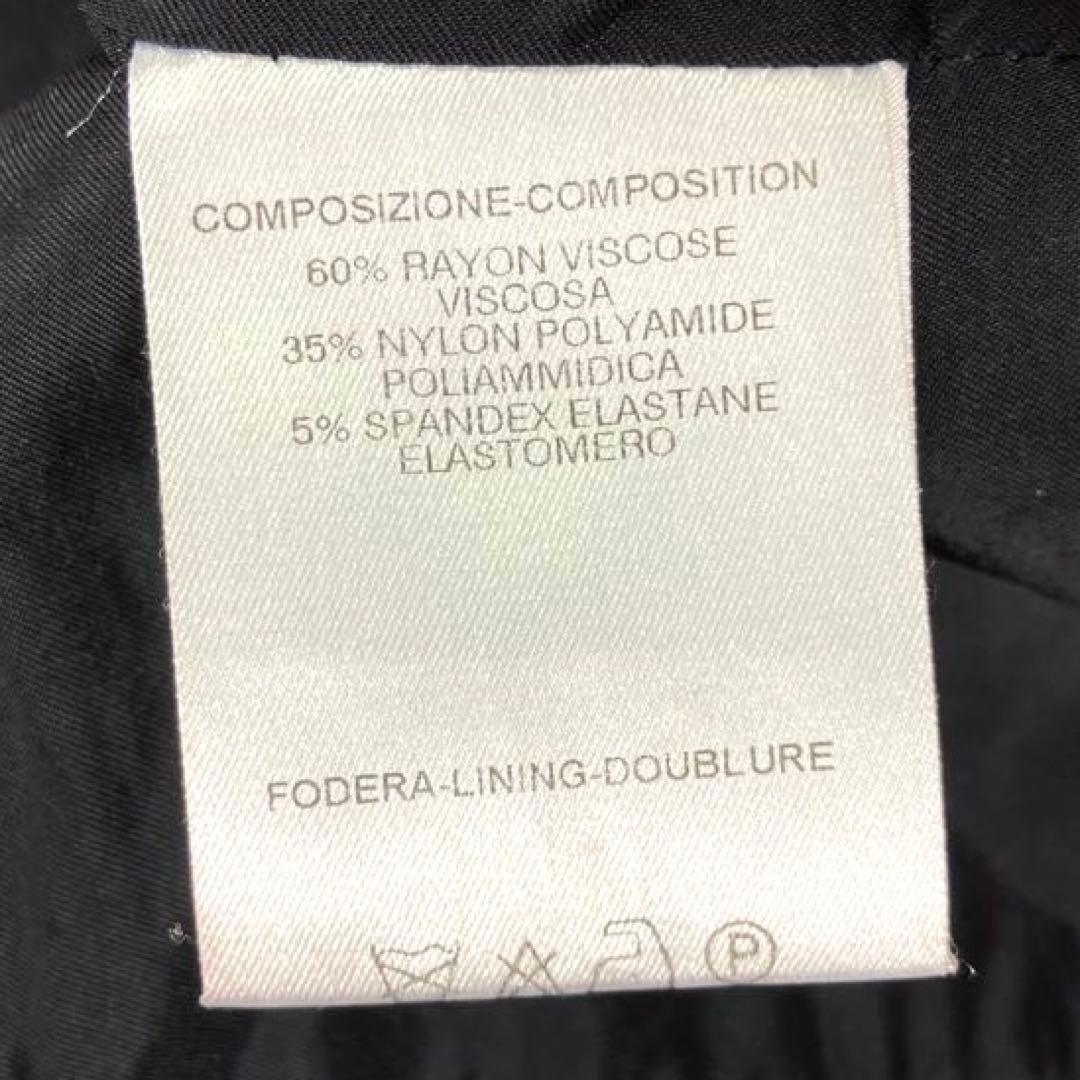 COMPOSIZIONE-COMPOSITION
60% RAYON VISCOSE
VISCOSA
35% NYLON POLYAMIDE
POLIAMMIDICA
5% SPANDEX ELASTANE
ELASTOMERO
FODERA-LINING-DOUBLURE
P